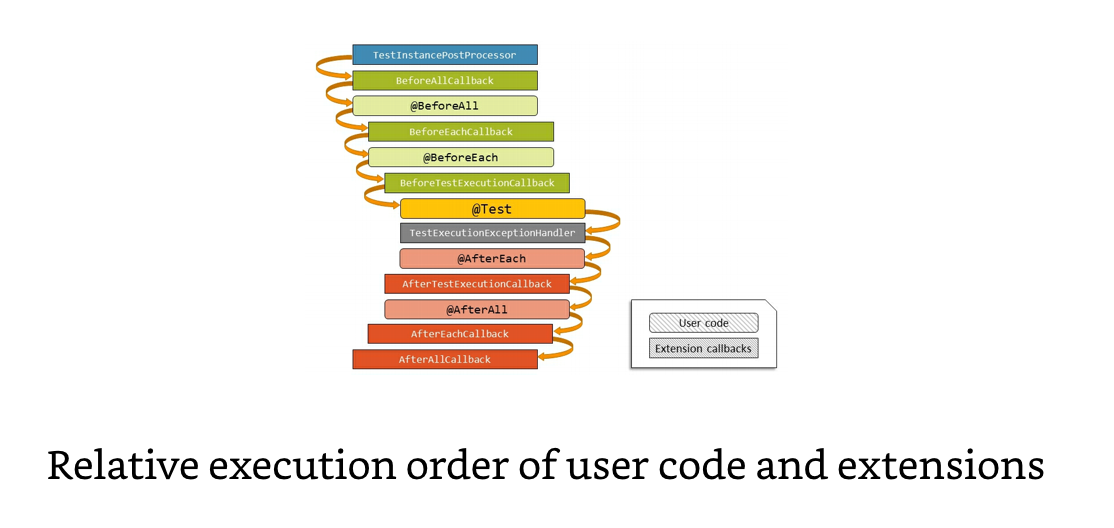 TestInstancePostProcessor
BeforeAllCallback
@BeforeAll
BeforeEachCallback
@BeforeEach
BeforeTestExecutionCallback
@Test
TestExecutionExceptionHandler
@AfterEach
AfterTestExecutionCallback
@AfterAll
AfterEachCallback
AfterAllCallback
User code
Extension callbacks
Relative execution order of user code and extensions